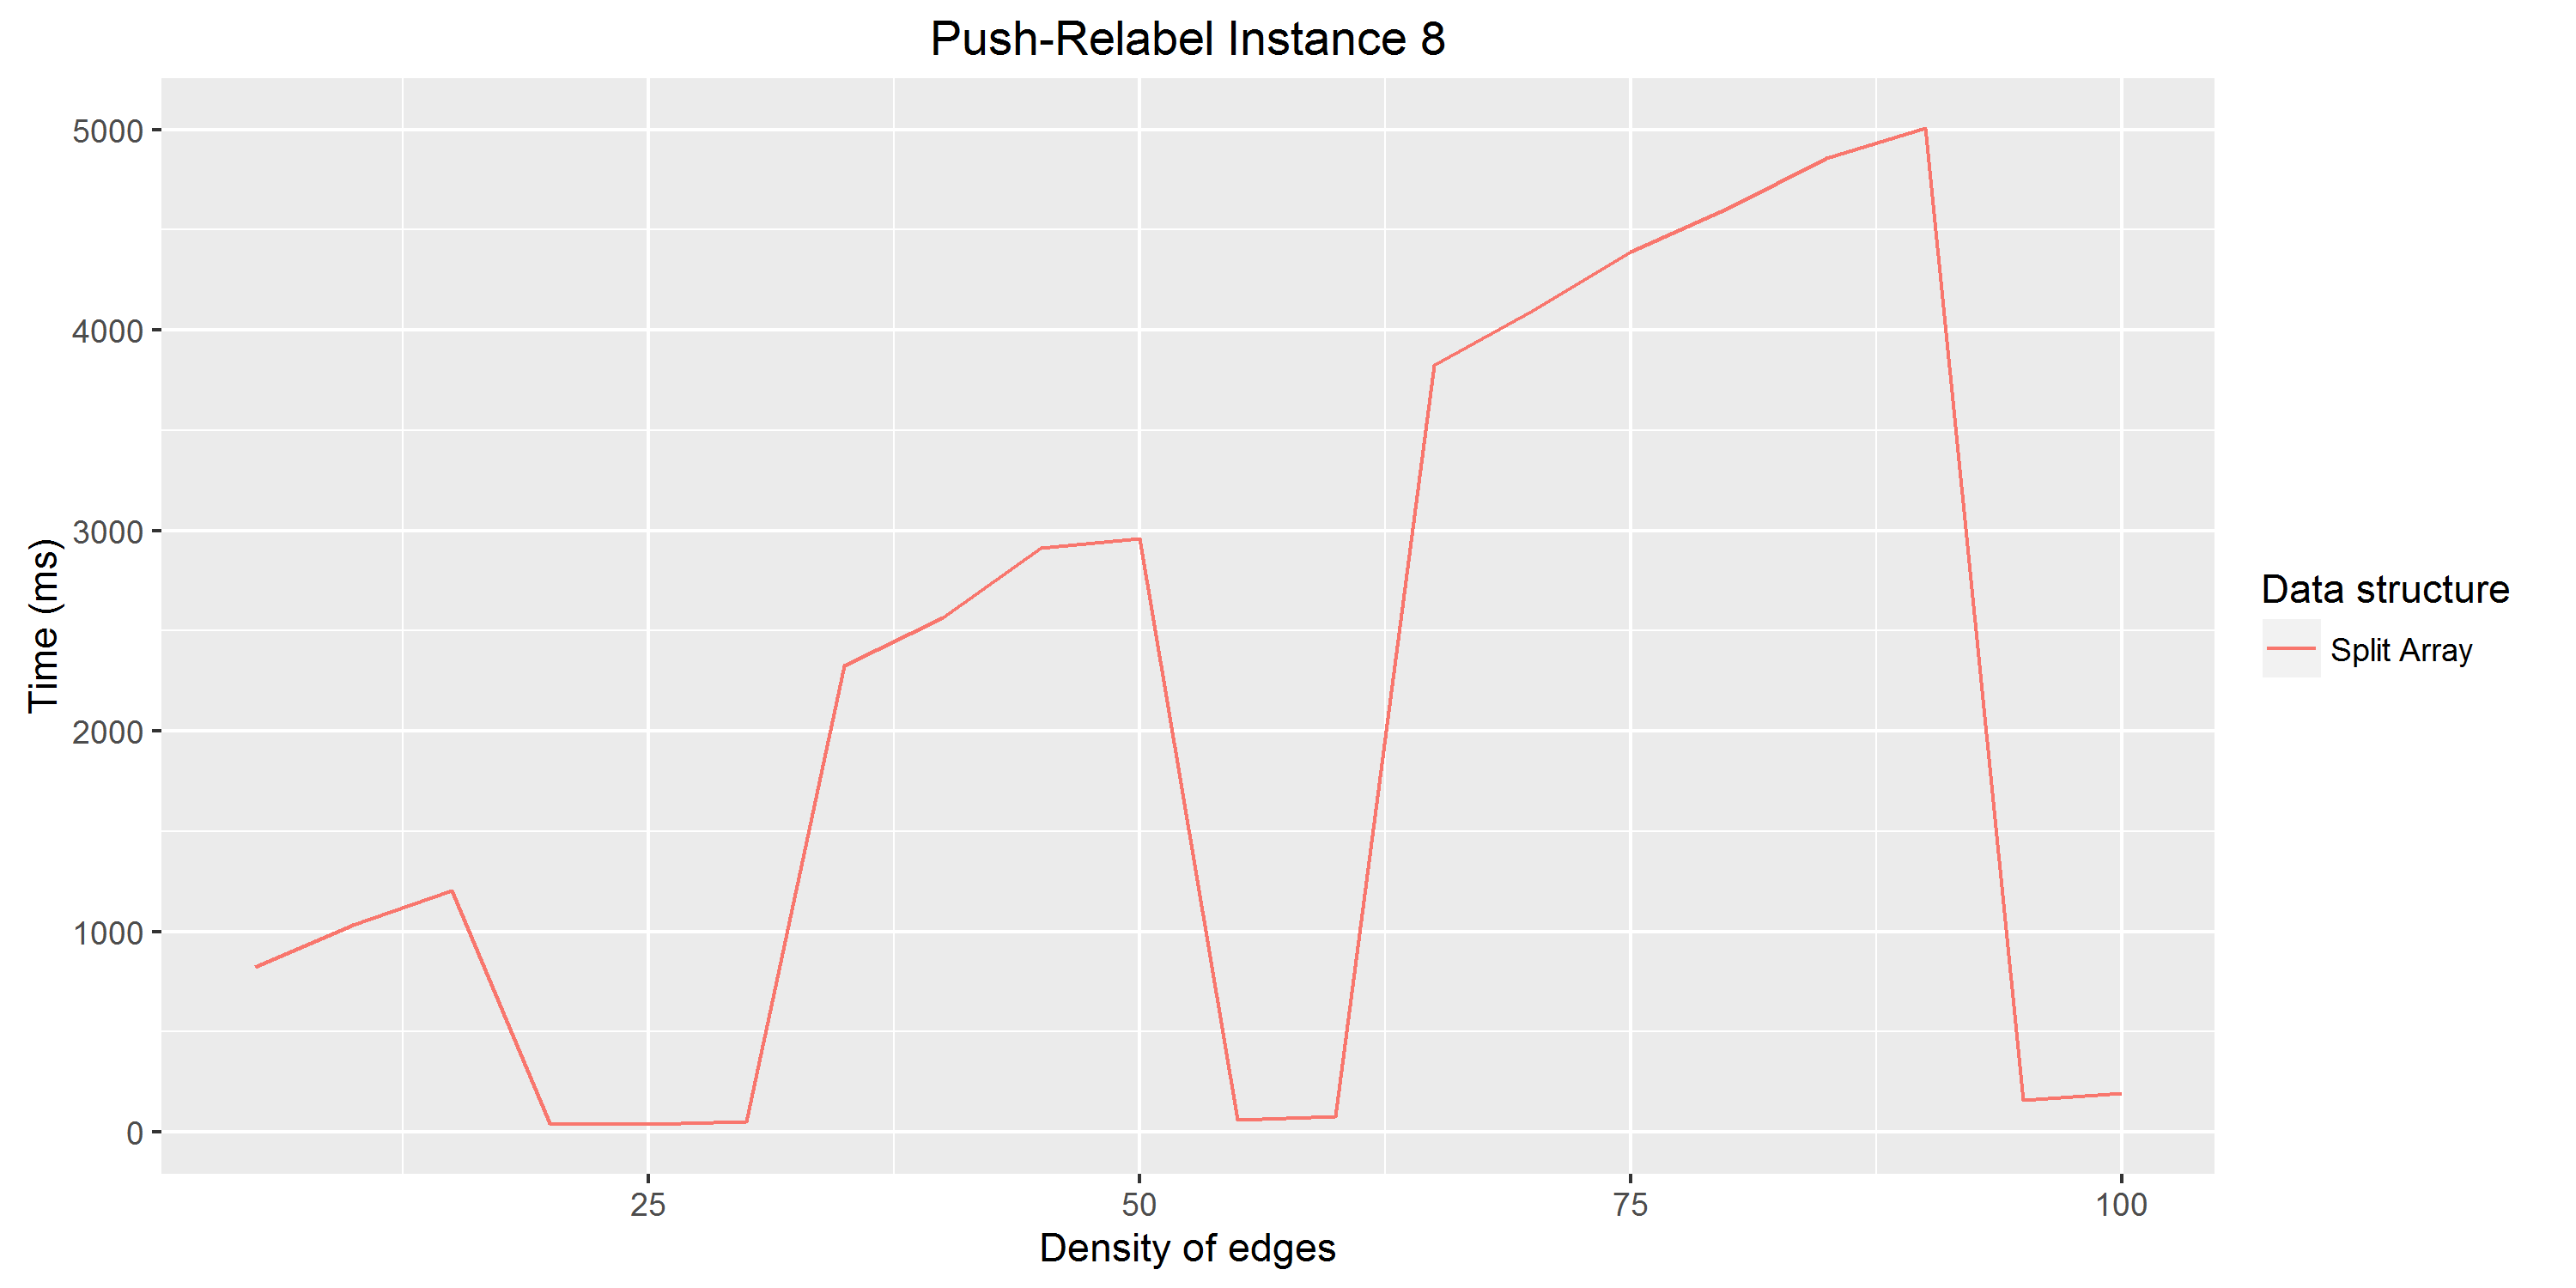 Push-Relabel Instance 8
5000
4000
3000
2000
1000
0
Time (ms)
25 50 75 100
Density of edges
Data structure
Split Array